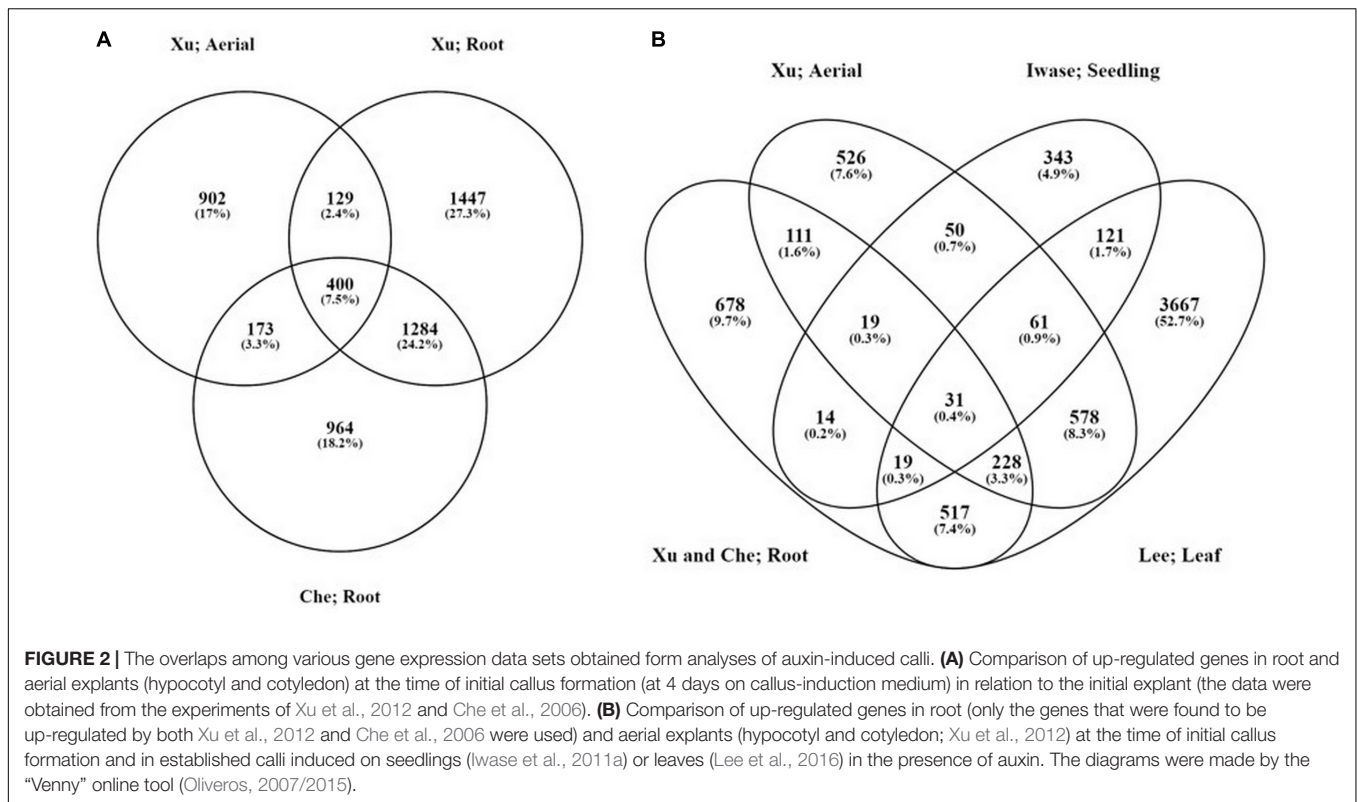 A
Xu; Aerial
Xu; Root
902
(17%)
129
(2.4%)
1447
(27.3%)
400
(7.5%)
173
(3.3%)
1284
(24.2%)
964
(18.2%)
Che; Root
B
Xu; Aerial
Iwase; Seedling
526
(7.6%)
343
(4.9%)
111
(1.6%)
50
(0.7%)
121
(1.7%)
678
(9.7%)
19
(0.3%)
61
(0.9%)
3667
(52.7%)
14
(0.2%)
31
(0.4%)
578
(8.3%)
19
(0.3%)
228
(3.3%)
517
(7.4%)
Xu and Che; Root
Lee; Leaf
FIGURE 2 | The overlaps among various gene expression data sets obtained form analyses of auxin-induced calli. (A) Comparison of up-regulated genes in root and
aerial explants (hypocotyl and cotyledon) at the time of initial callus formation (at 4 days on callus-induction medium) in relation to the initial explant (the data were
obtained from the experiments of Xu et al., 2012 and Che et al., 2006). (B) Comparison of up-regulated genes in root (only the genes that were found to be
up-regulated by both Xu et al., 2012 and Che et al., 2006 were used) and aerial explants (hypocotyl and cotyledon; Xu et al., 2012) at the time of initial callus
formation and in established calli induced on seedlings (Iwase et al., 2011a) or leaves (Lee et al., 2016) in the presence of auxin. The diagrams were made by the
“Venny” online tool (Oliveros, 2007/2015).